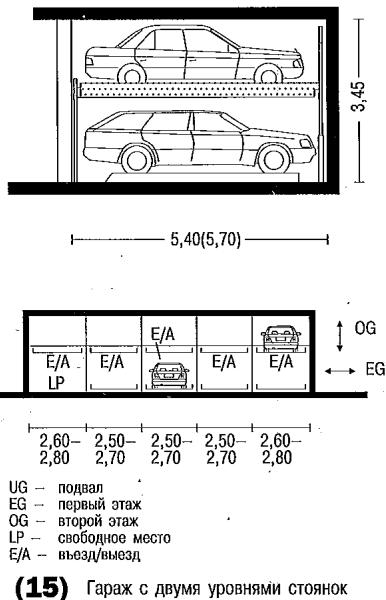 3,45
5,40(5,70)
E/A
OG
E/A E/A E/A E/A
LP
EG
2,60– 2,50– 2,50– 2,50– 2,60–
2,80 2,70 2,70 2,70 2,80
UG – подвал
EG – первый этаж
OG – второй этаж
LP – свободное место
E/A – въезд/выезд
(15) Гараж с двумя уровнями стоянок